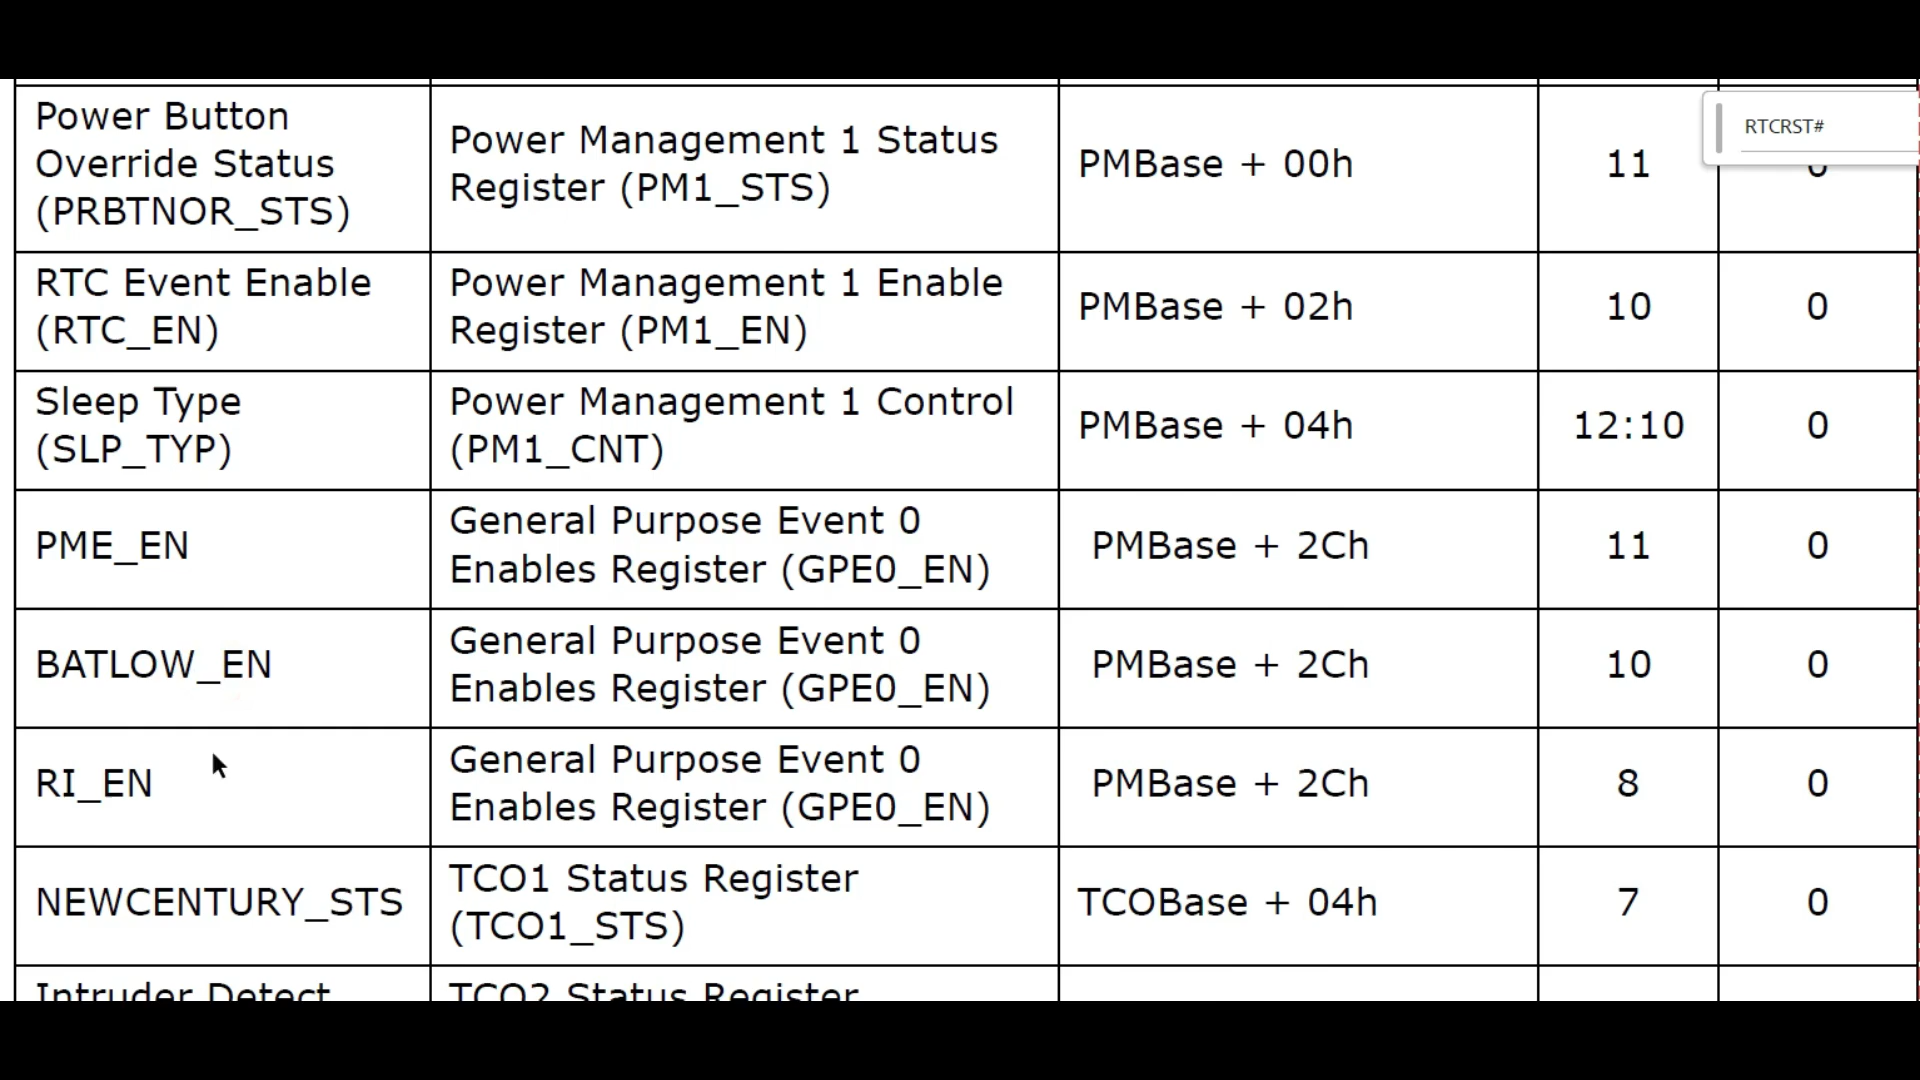 Power Button
Override Status
(PRBTNOR_STS)
Power Management 1 Status
Register (PM1_STS)
PMBase + 00h
11
0
RTCRST#
RTC Event Enable
(RTC_EN)
Power Management 1 Enable
Register (PM1_EN)
PMBase + 02h
10
0
Sleep Type
(SLP_TYP)
Power Management 1 Control
(PM1_CNT)
PMBase + 04h
12:10
0
PME_EN
General Purpose Event 0
Enables Register (GPE0_EN)
PMBase + 2Ch
11
0
BATLOW_EN
General Purpose Event 0
Enables Register (GPE0_EN)
PMBase + 2Ch
10
0
RI_EN
General Purpose Event 0
Enables Register (GPE0_EN)
PMBase + 2Ch
8
0
NEWCENTURY_STS
TCO1 Status Register
(TCO1_STS)
TCOBase + 04h
7
0
Intruder Detect
TCO2 Status Register